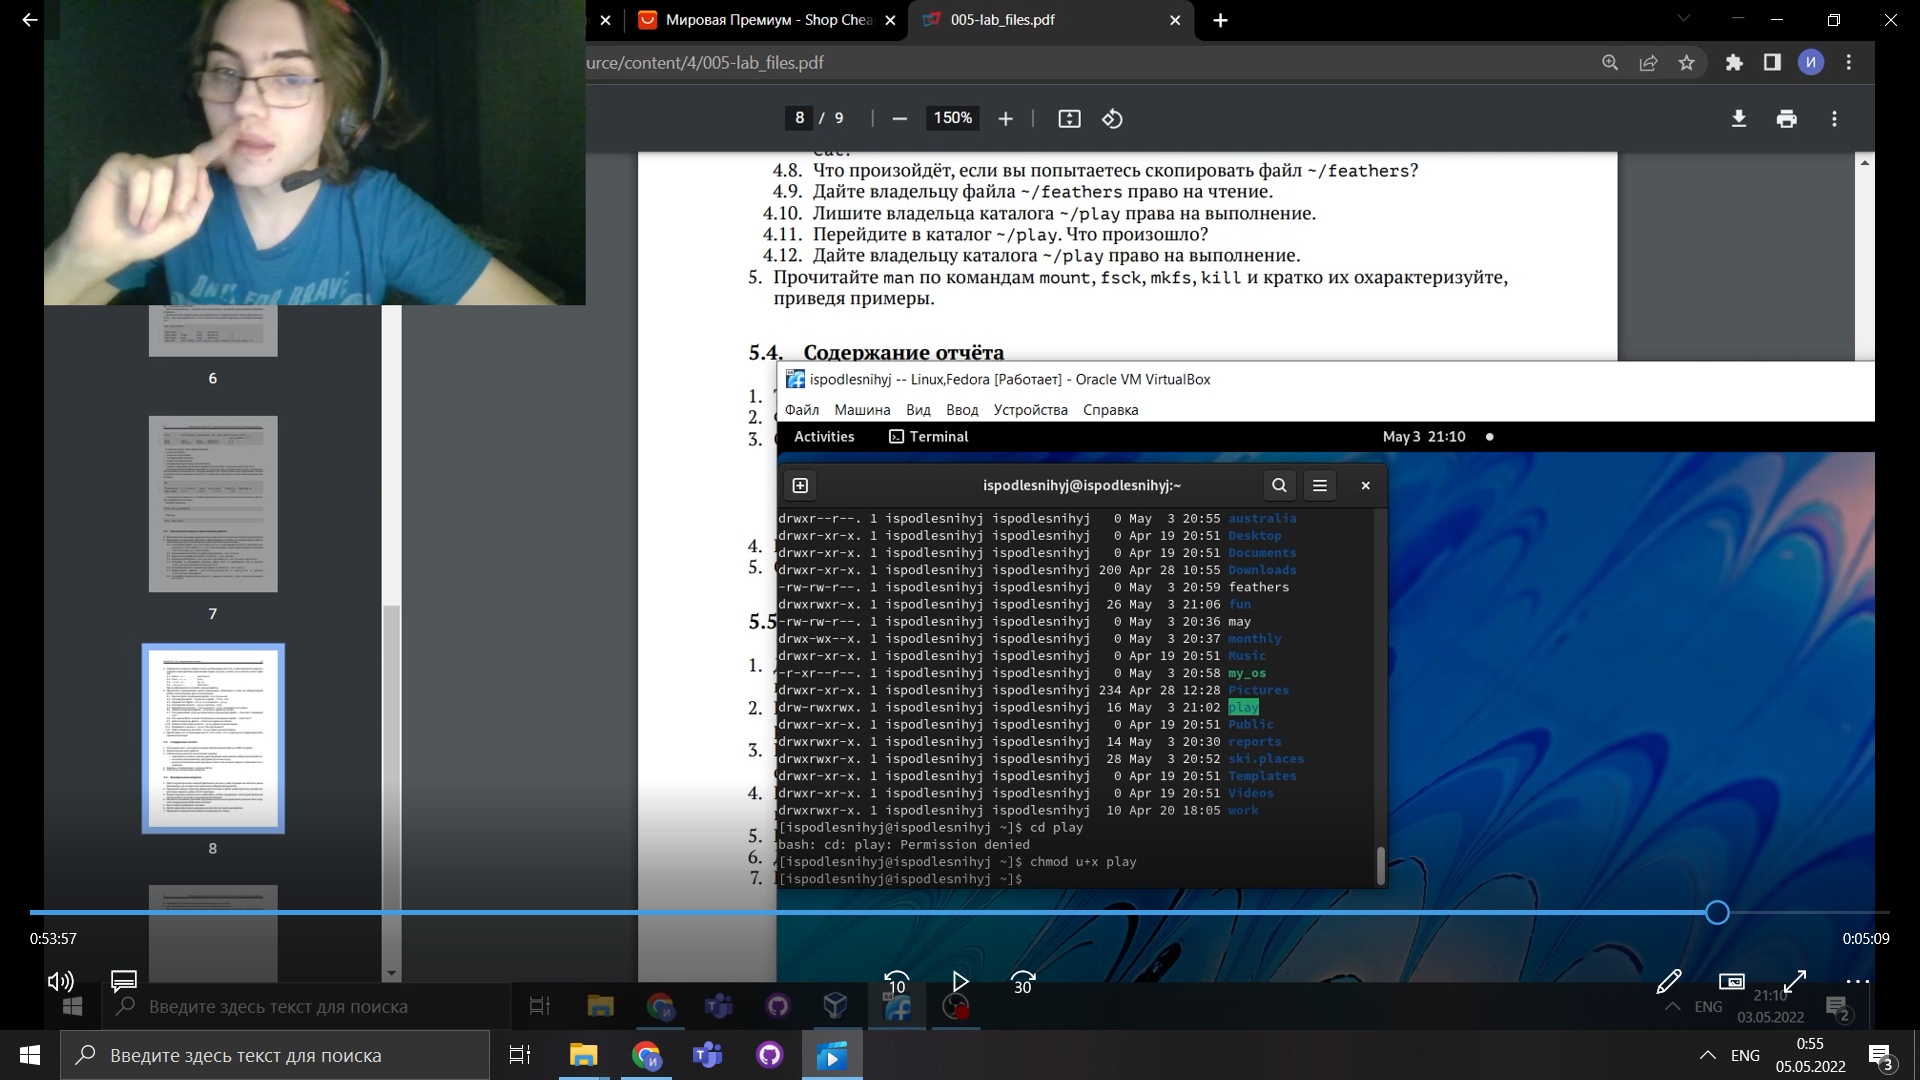 Мировая Премиум - Shop Chea
005-lab_files.pdf
urce/content/4/005-lab_files.pdf
И
8 / 9
150%
4.8. Что произойдёт, если вы попытаетесь скопировать файл ~/feathers?
4.9. Дайте владельцу файла ~/feathers право на чтение.
4.10. Лишите владельца каталога ~/play права на выполнение.
4.11. Перейдите в каталог ~/play. Что произошло?
4.12. Дайте владельцу каталога ~/play право на выполнение.
5. Прочитайте man по командам mount, fsck, mkfs, kill и кратко их охарактеризуйте,
приведя примеры.
5.4. Содержание отчёта
1.
2.
3.
4.
5.
5.5
1.
2.
3.
4.
5.
6.
7.
6
7
8
ONLY FOR BRAVE
ispodlesnihyj -- Linux,Fedora [Работает] - Oracle VM VirtualBox
Файл Машина Вид Ввод Устройства Справка
Activities Terminal May 3 21:10
ispodlesnihyj@ispodlesnihyj:~
drwxr--r--. 1 ispodlesnihyj ispodlesnihyj 0 May 3 20:55 australia
drwxr-xr-x. 1 ispodlesnihyj ispodlesnihyj 0 Apr 19 20:51 Desktop
drwxr-xr-x. 1 ispodlesnihyj ispodlesnihyj 0 Apr 19 20:51 Documents
drwxr-xr-x. 1 ispodlesnihyj ispodlesnihyj 200 Apr 28 10:55 Downloads
-rw-rw-r--. 1 ispodlesnihyj ispodlesnihyj 0 May 3 20:59 feathers
drwxrwxr-x. 1 ispodlesnihyj ispodlesnihyj 26 May 3 21:06 fun
-rw-rw-r--. 1 ispodlesnihyj ispodlesnihyj 0 May 3 20:36 may
drwx-wx--x. 1 ispodlesnihyj ispodlesnihyj 0 May 3 20:37 monthly
drwxr-xr-x. 1 ispodlesnihyj ispodlesnihyj 0 Apr 19 20:51 Music
-r-xr--r--. 1 ispodlesnihyj ispodlesnihyj 0 May 3 20:58 my_os
drwxr-xr-x. 1 ispodlesnihyj ispodlesnihyj 234 Apr 28 12:28 Pictures
drw-rwxrwx. 1 ispodlesnihyj ispodlesnihyj 16 May 3 21:02 play
drwxr-xr-x. 1 ispodlesnihyj ispodlesnihyj 0 Apr 19 20:51 Public
drwxrwxr-x. 1 ispodlesnihyj ispodlesnihyj 14 May 3 20:30 reports
drwxrwxr-x. 1 ispodlesnihyj ispodlesnihyj 28 May 3 20:52 ski.places
drwxr-xr-x. 1 ispodlesnihyj ispodlesnihyj 0 Apr 19 20:51 Templates
drwxr-xr-x. 1 ispodlesnihyj ispodlesnihyj 0 Apr 19 20:51 Videos
drwxrwxr-x. 1 ispodlesnihyj ispodlesnihyj 10 Apr 20 18:05 work
[ispodlesnihyj@ispodlesnihyj ~]$ cd play
bash: cd: play: Permission denied
[ispodlesnihyj@ispodlesnihyj ~]$ chmod u+x play
[ispodlesnihyj@ispodlesnihyj ~]$
0:53:57
0:05:09
10
30
Введите здесь текст для поиска
ENG
21:10
03.05.2022
2
Введите здесь текст для поиска
ENG
0:55
05.05.2022
3